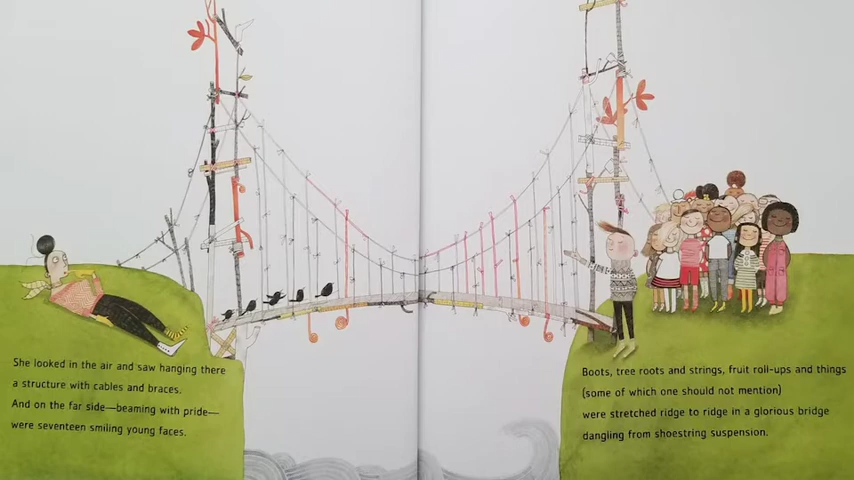 She looked in the air and saw hanging there
a structure with cables and braces.
And on the far side—beaming with pride—
were seventeen smiling young faces.
Boots, tree roots and strings, fruit roll-ups and things
(some of which one should not mention)
were stretched ridge to ridge in a glorious bridge
dangling from shoestring suspension.